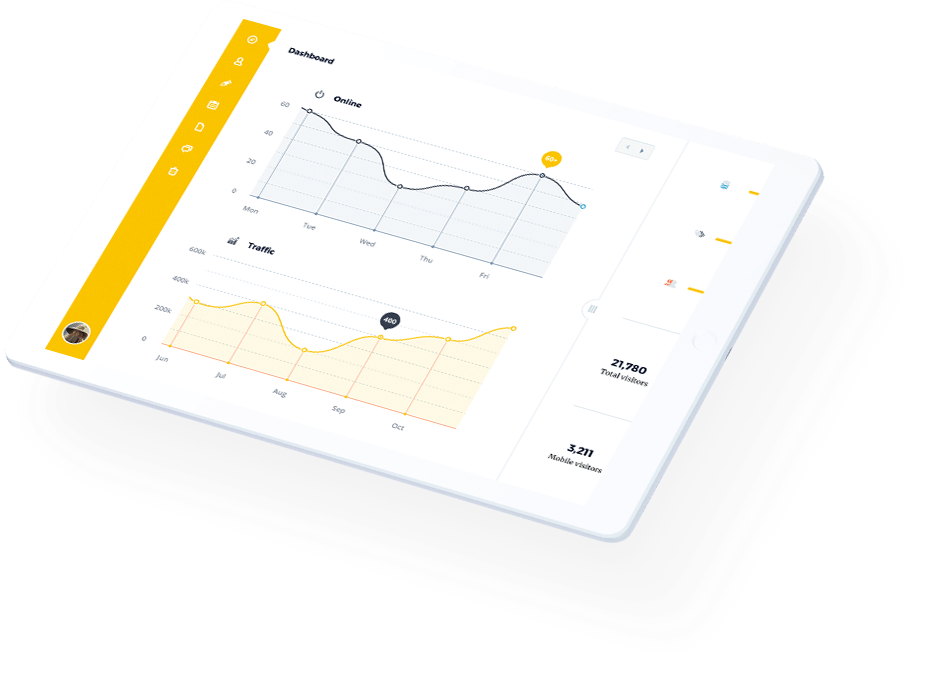 Dashboard
Online
60
40
20
0
60+
Mon
Tue
Wed
Thu
Fri
Traffic
600k
400k
200k
0
400
Jun
Jul
Aug
Sep
Oct
21,780
Total visitors
3,211
Mobile visitors